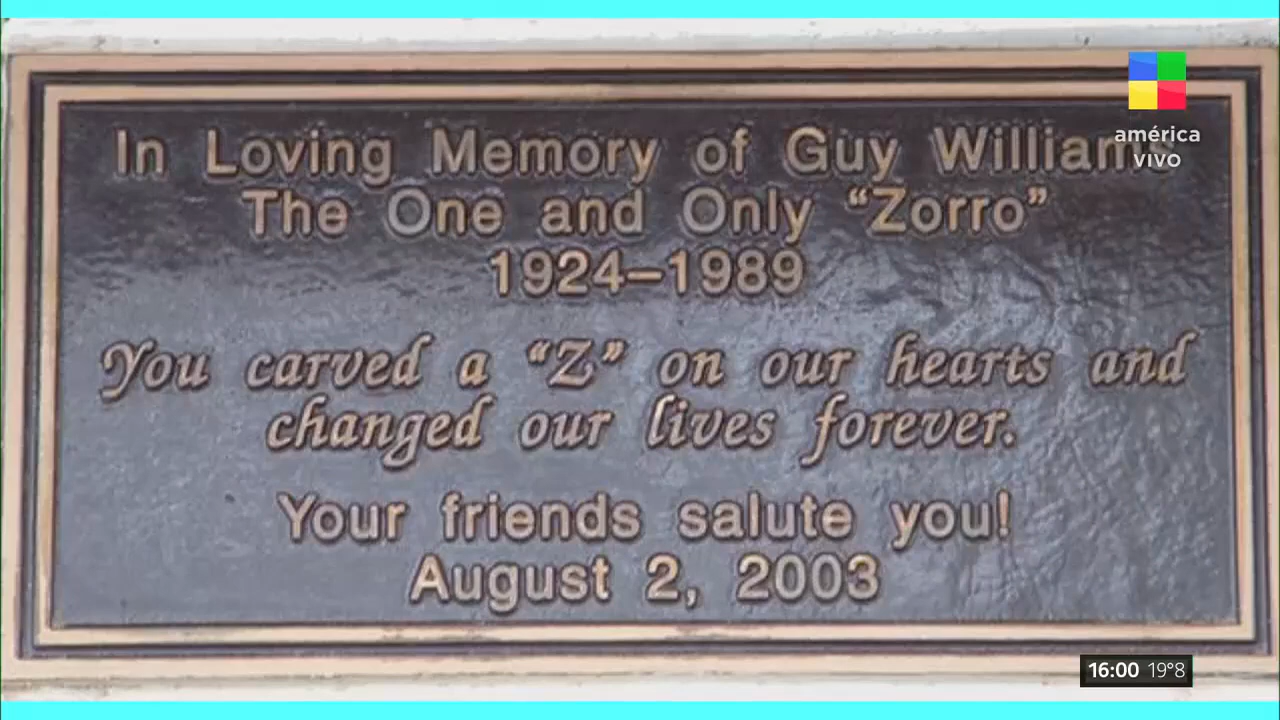 In Loving Memory of Guy Williams
The One and Only “Zorro”
1924–1989
You carved a “Z” on our hearts and
changed our lives forever.
Your friends salute you!
August 2, 2003
américa
vivo
16:00 19°8